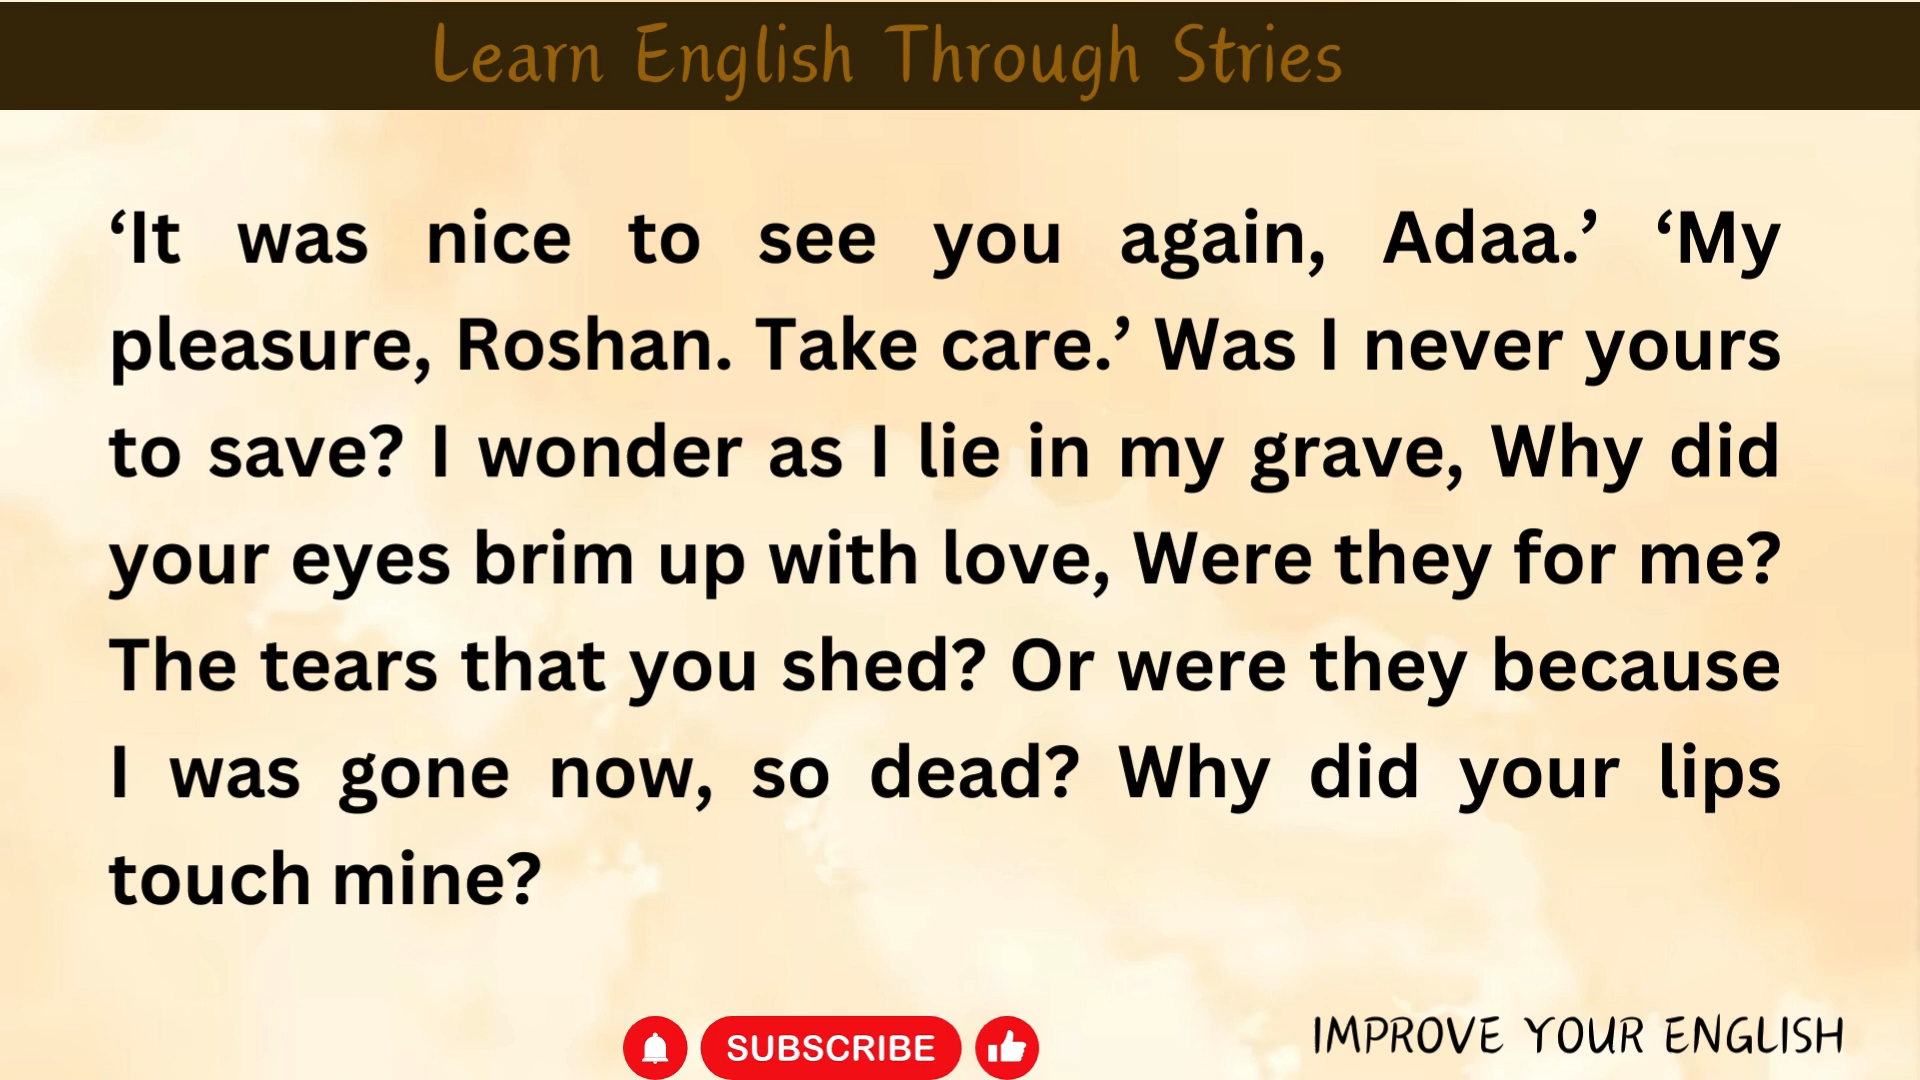 Learn English Through Stries
‘It was nice to see you again, Adaa.’ ‘My
pleasure, Roshan. Take care.’ Was I never yours
to save? I wonder as I lie in my grave, Why did
your eyes brim up with love, Were they for me?
The tears that you shed? Or were they because
I was gone now, so dead? Why did your lips
touch mine?
SUBSCRIBE
IMPROVE YOUR ENGLISH